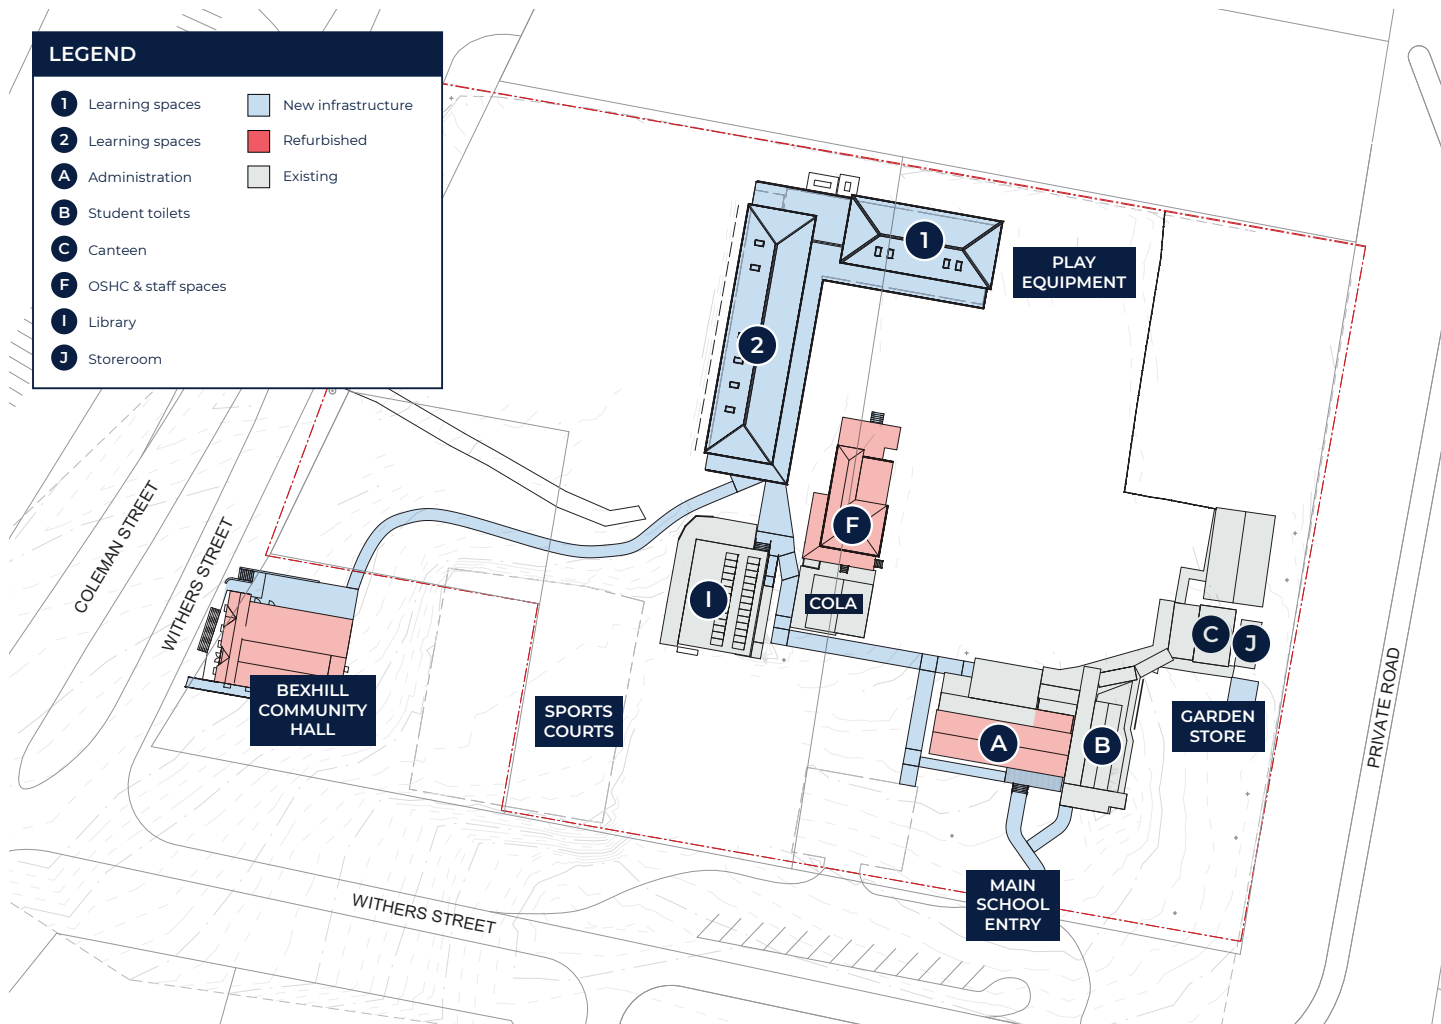 LEGEND
1 Learning spaces
2 Learning spaces
A Administration
B Student toilets
C Canteen
F OSHC & staff spaces
I Library
J Storeroom
New infrastructure
Refurbished
Existing
1
PLAY
EQUIPMENT
2
F
COLA
I
C
J
GARDEN
STORE
A
B
BEXHILL
COMMUNITY
HALL
SPORTS
COURTS
MAIN
SCHOOL
ENTRY
COLEMAN STREET
WITHERS STREET
WITHERS STREET
PRIVATE ROAD